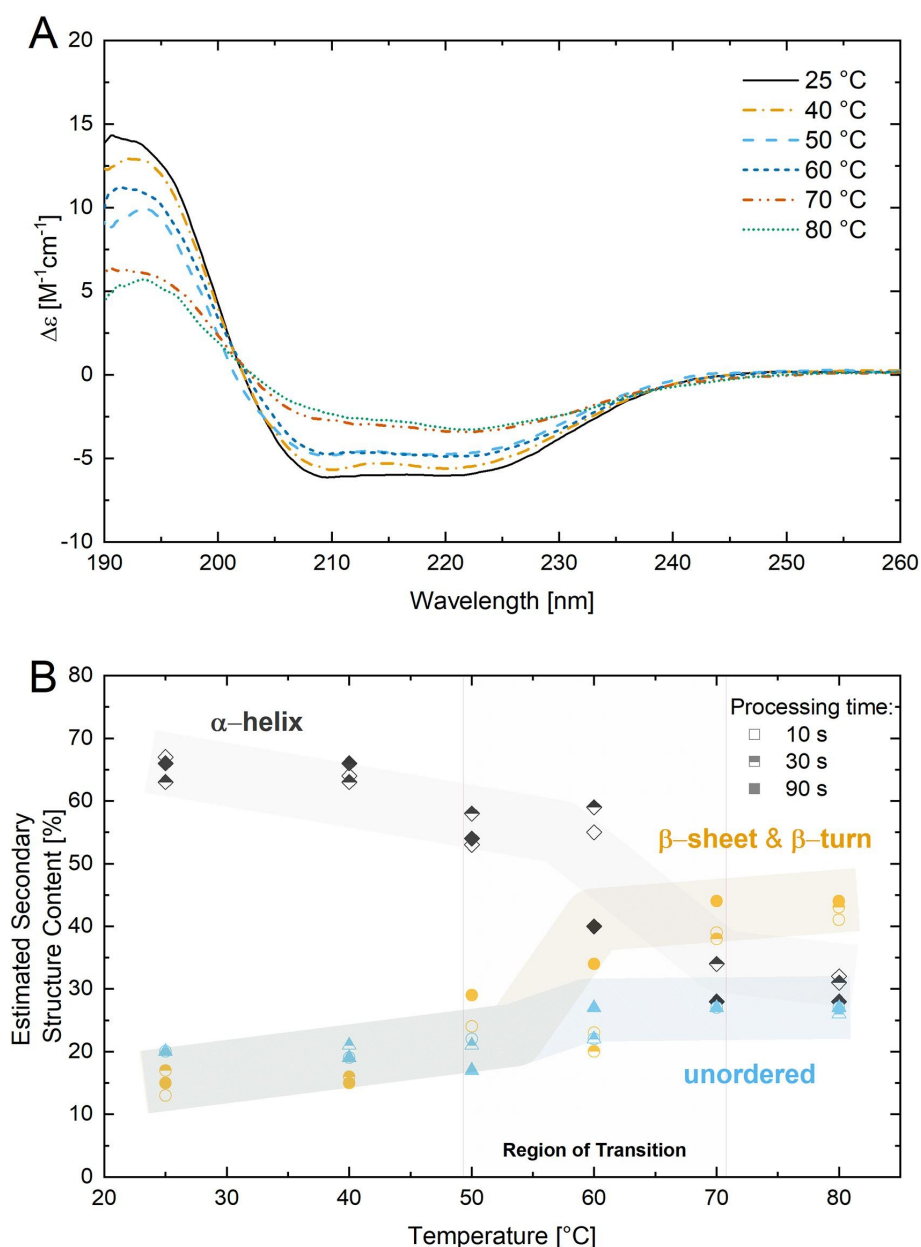 A
20
15
10
5
0
-5
-10
Δε [M⁻¹cm⁻¹]
25 °C
40 °C
50 °C
60 °C
70 °C
80 °C
190 200 210 220 230 240 250 260
Wavelength [nm]
B
80
70
60
50
40
30
20
10
0
Estimated Secondary
Structure Content [%]
α–helix
Processing time:
10 s
30 s
90 s
β–sheet & β–turn
unordered
Region of Transition
20 30 40 50 60 70 80
Temperature [°C]